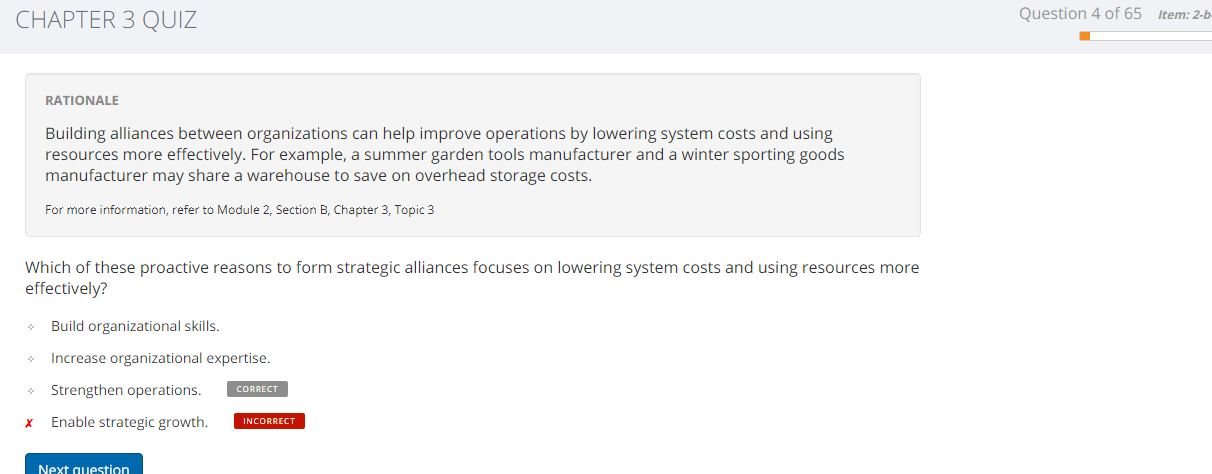 CHAPTER 3 QUIZ
Question 4 of 65 Item: 2-b
RATIONALE
Building alliances between organizations can help improve operations by lowering system costs and using
resources more effectively. For example, a summer garden tools manufacturer and a winter sporting goods
manufacturer may share a warehouse to save on overhead storage costs.
For more information, refer to Module 2, Section B, Chapter 3, Topic 3
Which of these proactive reasons to form strategic alliances focuses on lowering system costs and using resources more
effectively?
Build organizational skills.
Increase organizational expertise.
Strengthen operations. CORRECT
✗ Enable strategic growth. INCORRECT
Next question